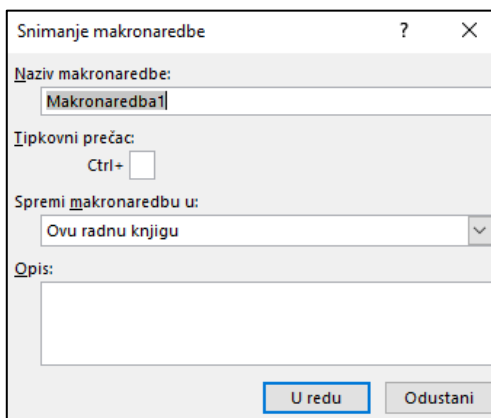 Snimanje makronaredbe ?
Naziv makronaredbe:
Makronaredba1
Tipkovni prečac:
Ctrl+
Spremi makronaredbu u:
Ovu radnu knjigu
Opis:
U redu Odustani